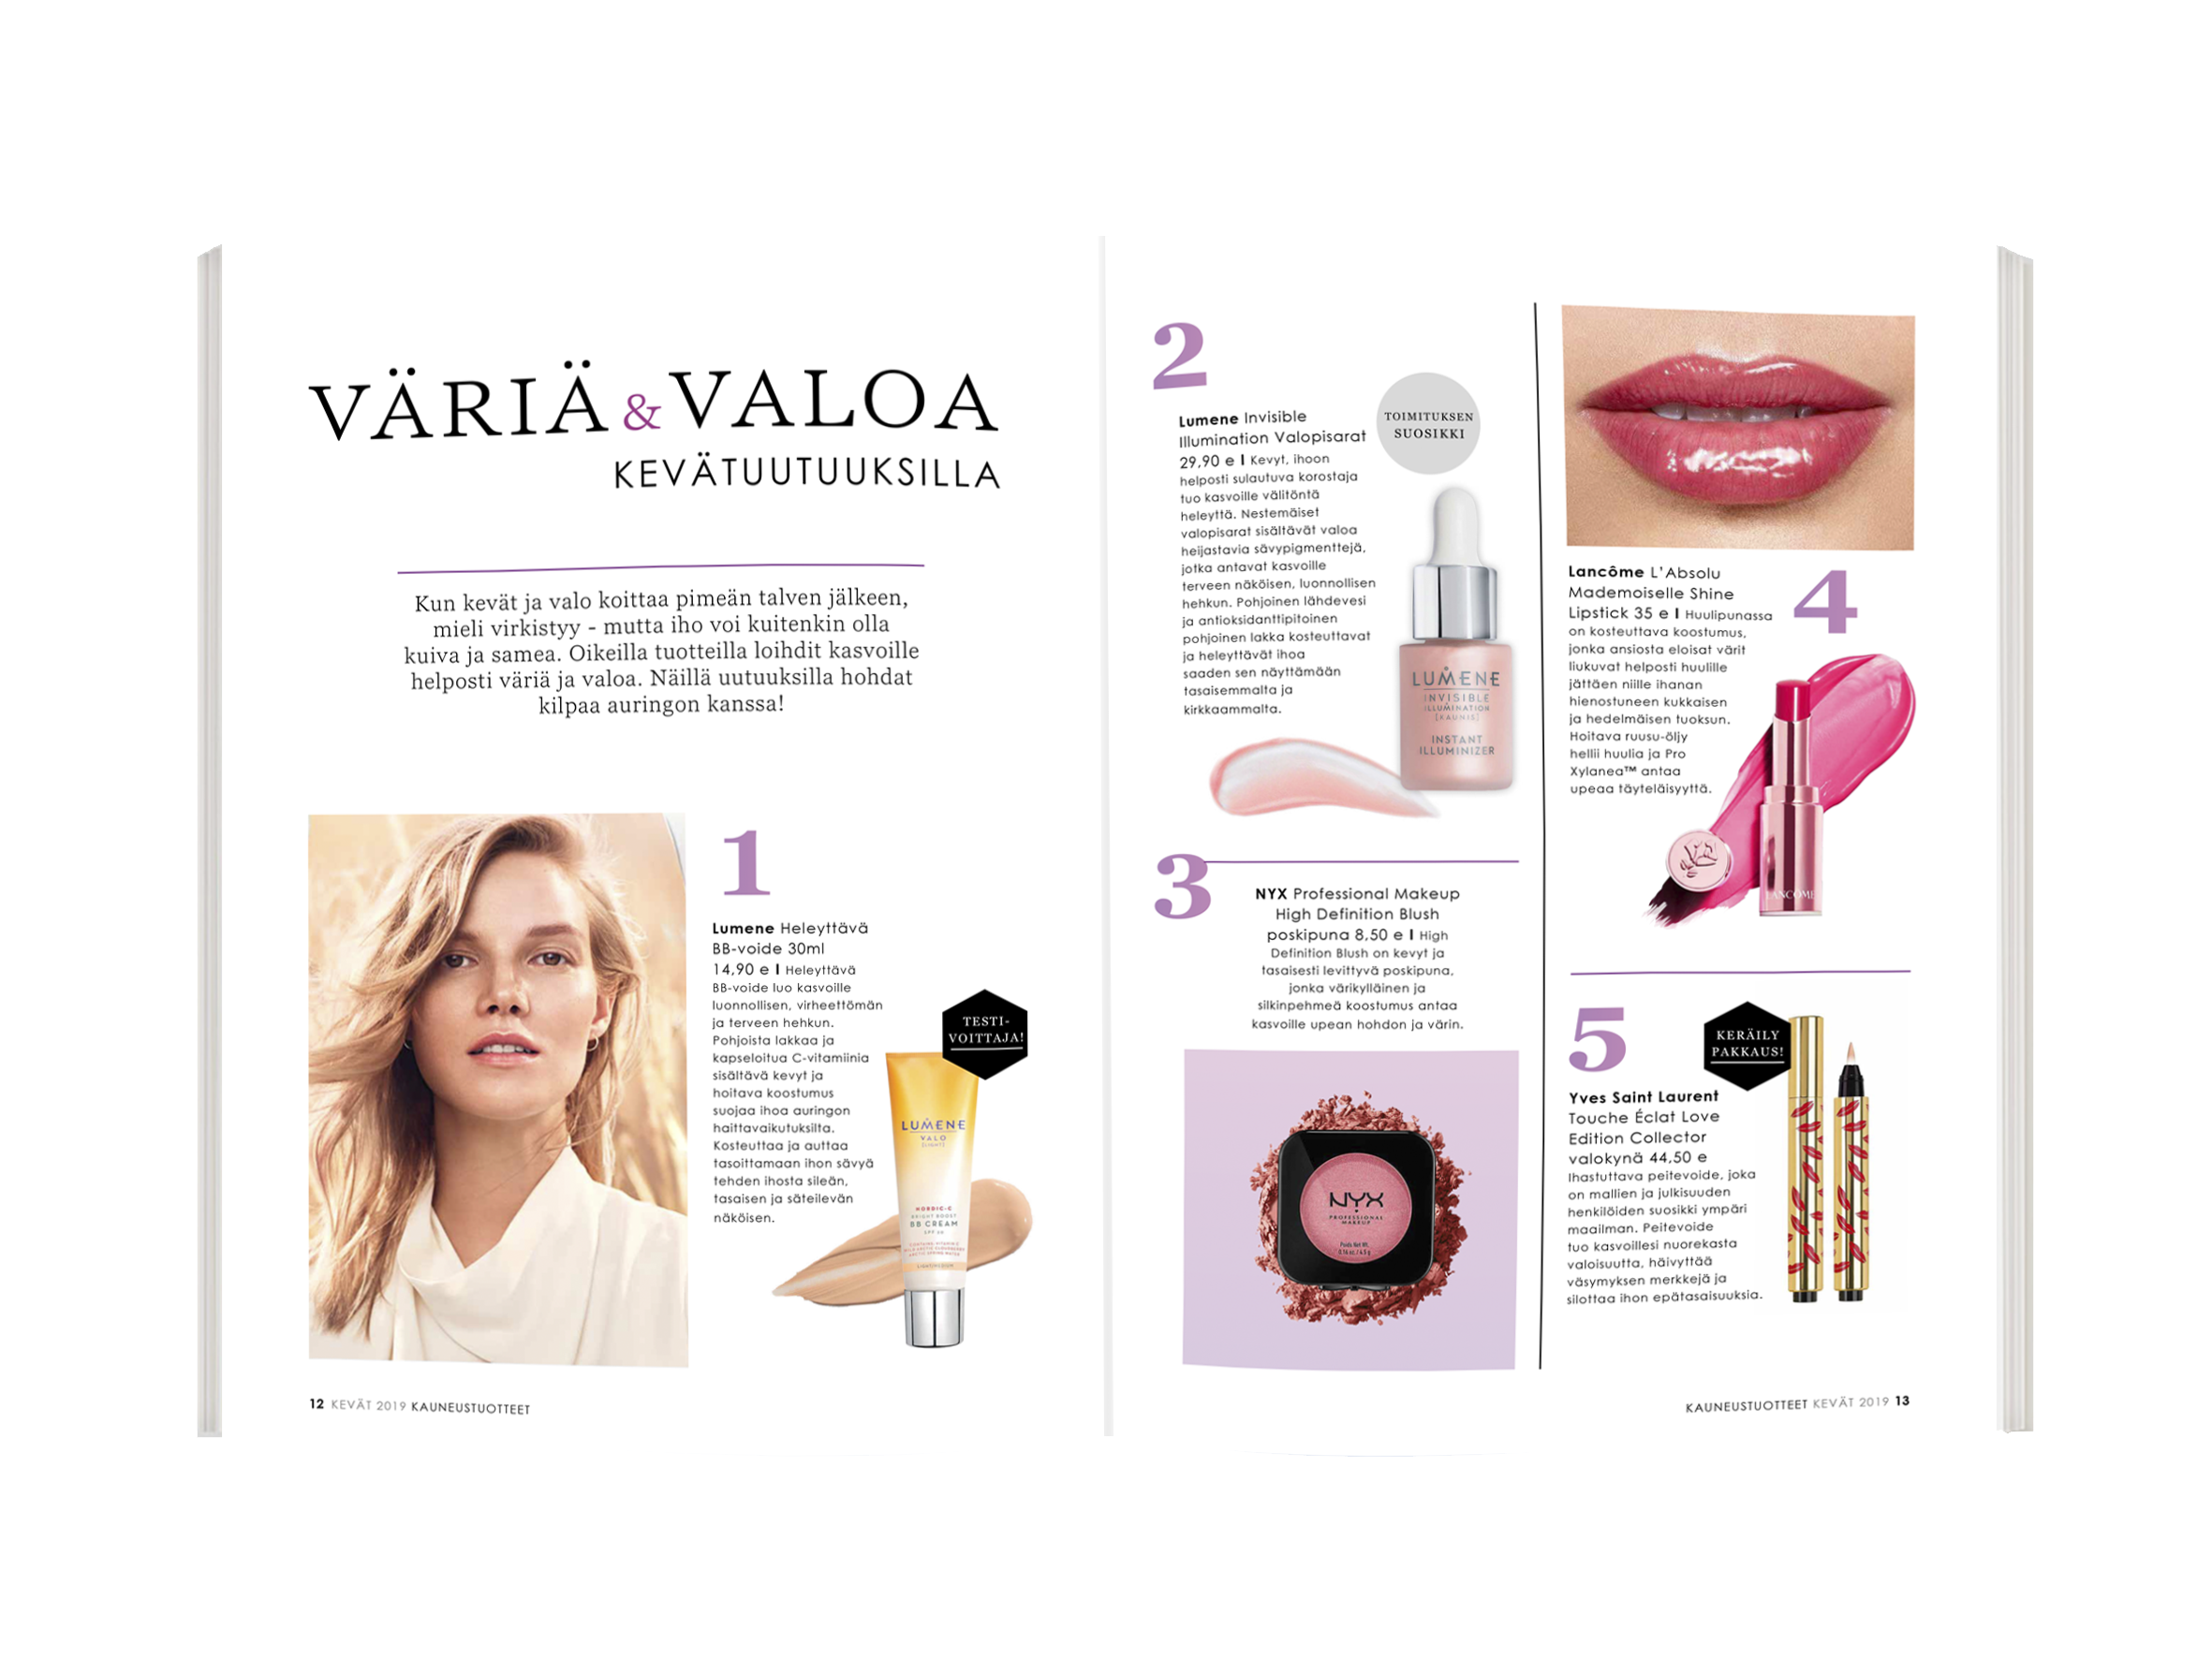 VÄRIÄ & VALOA
KEVÄTUUTUUKSILLA
Kun kevät ja valo koittaa pimeän talven jälkeen,
mieli virkistyy - mutta iho voi kuitenkin olla
kuiva ja samea. Oikeilla tuotteilla loihdit kasvoille
helposti väriä ja valoa. Näillä uutuuksilla hohdat
kilpaa auringon kanssa!
1
Lumene Heleyttävä
BB-voide 30ml
14,90 e I Heleyttävä
BB-voide luo kasvoille
luonnollisen, virheettömän
ja terveen hehkun.
Pohjoista lakkaa ja
kapseloitua C-vitamiinia
sisältävä kevyt ja
hoitava koostumus
suojaa ihoa auringon
haittavaikutuksilta.
Kosteuttaa ja auttaa
tasoittamaan ihon sävyä
tehden ihosta sileän,
tasaisen ja säteilevän
näköisen.
TESTI-
VOITTAJA!
LUMENE
VALO
[LIGHT]
NORDIC-C
BRIGHT BOOST
BB CREAM
12 KEVÄT 2019 KAUNEUSTUOTTEET
2
Lumene Invisible
Illumination Valopisarat
29,90 e I Kevyt, ihoon
helposti sulautuva korostaja
tuo kasvoille välitöntä
heleyttä. Nestemäiset
valopisarat sisältävät valoa
heijastavia sävypigmenttejä,
jotka antavat kasvoille
terveen näköisen, luonnollisen
hehkun. Pohjoinen lähdevesi
ja antioksidanttipitoinen
pohjoinen lakka kosteuttavat
ja heleyttävät ihoa
saaden sen näyttämään
tasaisemmalta ja
kirkkaammalta.
TOIMITUKSEN
SUOSIKKI
LUMENE
INVISIBLE
ILLUMINATION
[KAUNIS]
INSTANT
ILLUMINIZER
3
NYX Professional Makeup
High Definition Blush
poskipuna 8,50 e I High
Definition Blush on kevyt ja
tasaisesti levittyvä poskipuna,
jonka värikylläinen ja
silkinpehmeä koostumus antaa
kasvoille upean hohdon ja värin.
NYX
PROFESSIONAL
MAKEUP
Poids Net Wt.
0.16 oz. / 4.5 g
Lancôme L'Absolu
Mademoiselle Shine
Lipstick 35 e I Huulipunassa
on kosteuttava koostumus,
jonka ansiosta eloisat värit
liukuvat helposti huulille
jättäen niille ihanan
hienostuneen kukkaisen
ja hedelmäisen tuoksun.
Hoitava ruusu-öljy
hellii huulia ja Pro
Xylanea™ antaa
upeaa täyteläisyyttä.
4
LANCOME
5
KERÄILY
PAKKAUS!
Yves Saint Laurent
Touche Éclat Love
Edition Collector
valokynä 44,50 e
Ihastuttava peitevoide, joka
on mallien ja julkisuuden
henkilöiden suosikki ympäri
maailman. Peitevoide
tuo kasvoillesi nuorekasta
valoisuutta, häivyttää
väsymyksen merkkejä ja
silottaa ihon epätasaisuuksia.
KAUNEUSTUOTTEET KEVÄT 2019 13